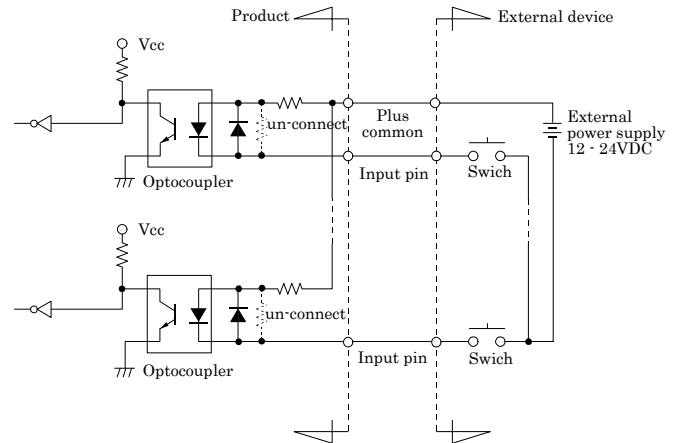 Product
External device
Vcc
un-connect
Plus
common
External
power supply
12 - 24VDC
Optocoupler
Input pin
Swich
Vcc
un-connect
Optocoupler
Input pin
Swich